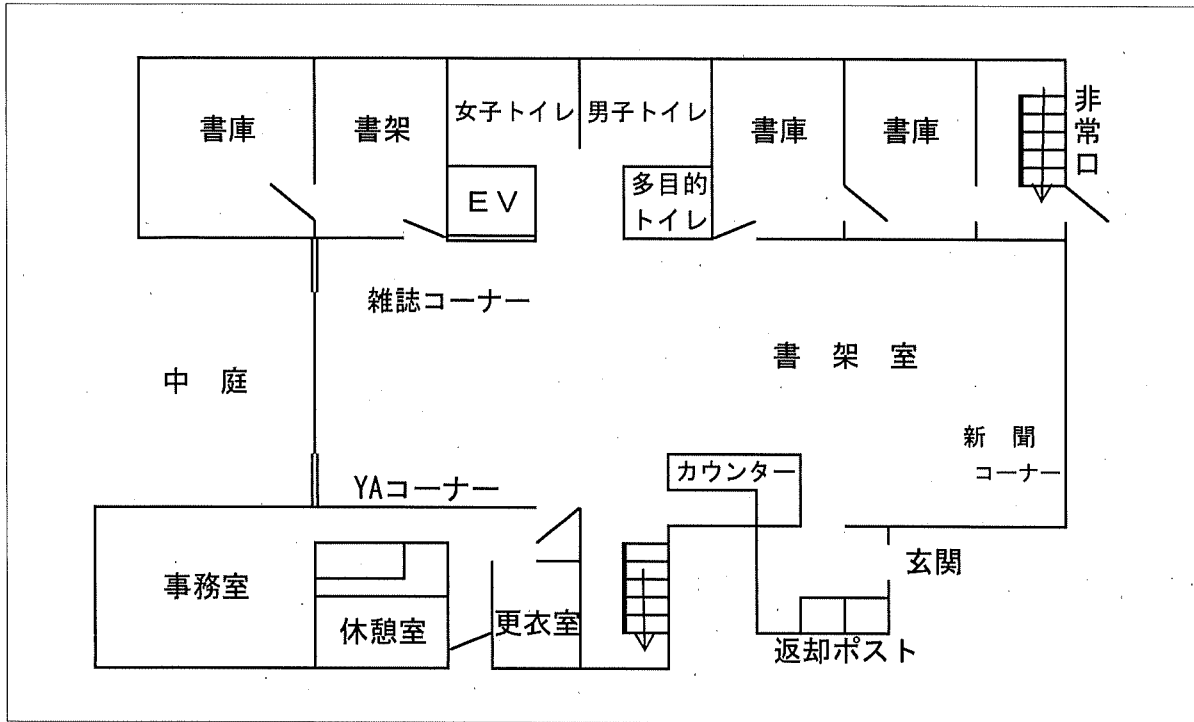 書庫
書架
女子トイレ
男子トイレ
書庫
書庫
非常口
EV
多目的
トイレ
雑誌コーナー
中 庭
書 架 室
新 聞
コーナー
カウンター
YAコーナー
事務室
休憩室
更衣室
玄関
返却ポスト